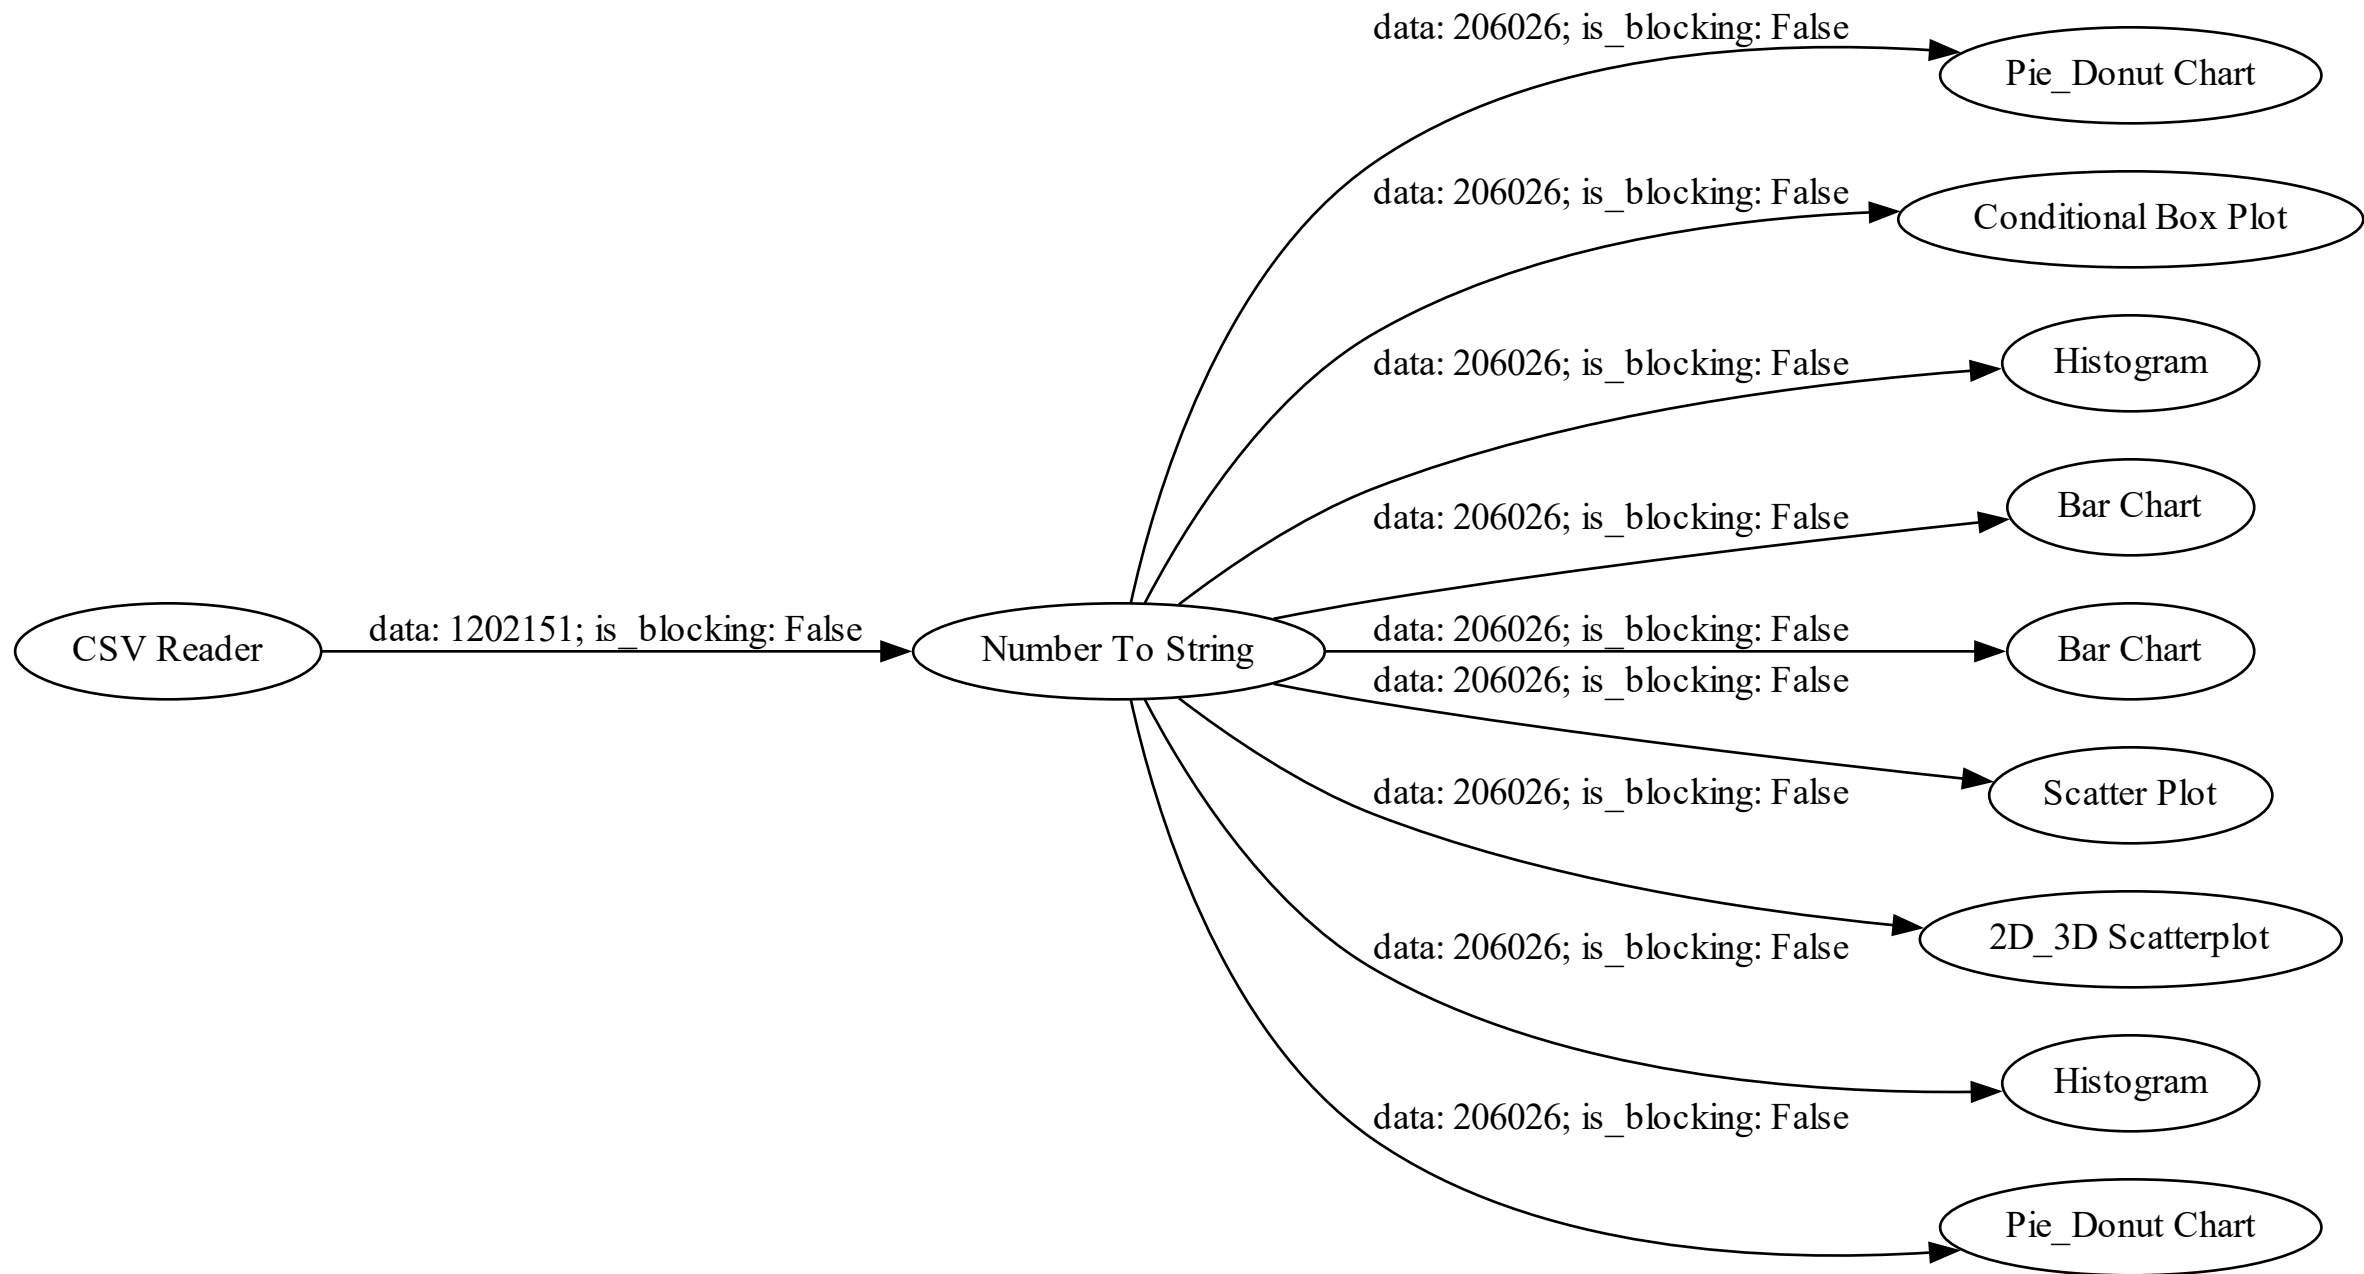 data: 206026; is_blocking: False
Pie_Donut Chart
data: 206026; is_blocking: False
Conditional Box Plot
data: 206026; is_blocking: False
Histogram
data: 206026; is_blocking: False
Bar Chart
CSV Reader
data: 1202151; is_blocking: False
Number To String
data: 206026; is_blocking: False
Bar Chart
data: 206026; is_blocking: False
Scatter Plot
data: 206026; is_blocking: False
2D_3D Scatterplot
data: 206026; is_blocking: False
Histogram
data: 206026; is_blocking: False
Pie_Donut Chart